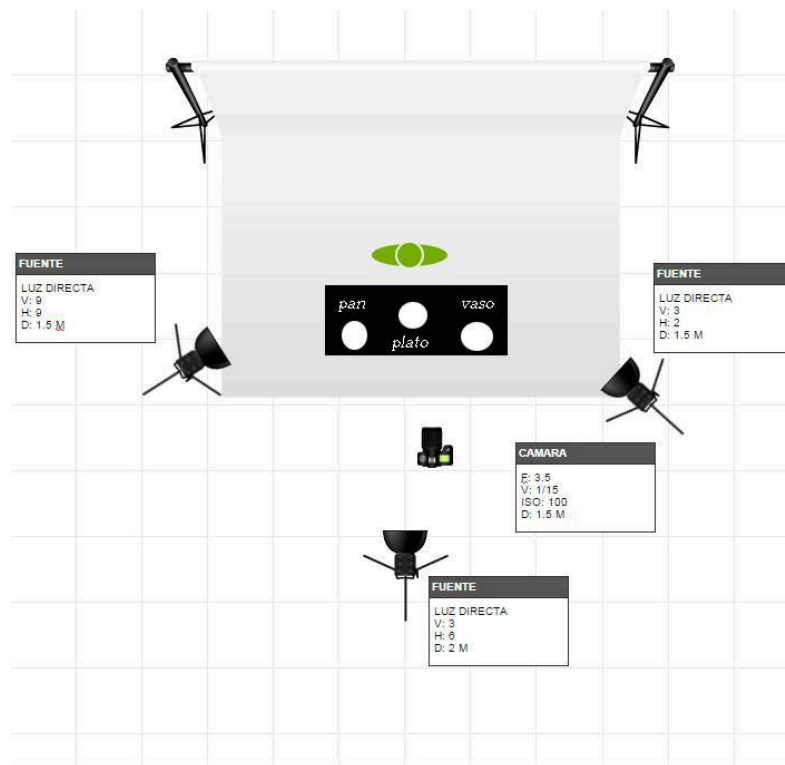 FUENTE
LUZ DIRECTA
V: 9
H: 9
D: 1.5 M
pan
vaso
plato
FUENTE
LUZ DIRECTA
V: 3
H: 2
D: 1.5 M
CAMARA
F: 3.5
V: 1/15
ISO: 100
D: 1.5 M
FUENTE
LUZ DIRECTA
V: 3
H: 6
D: 2 M